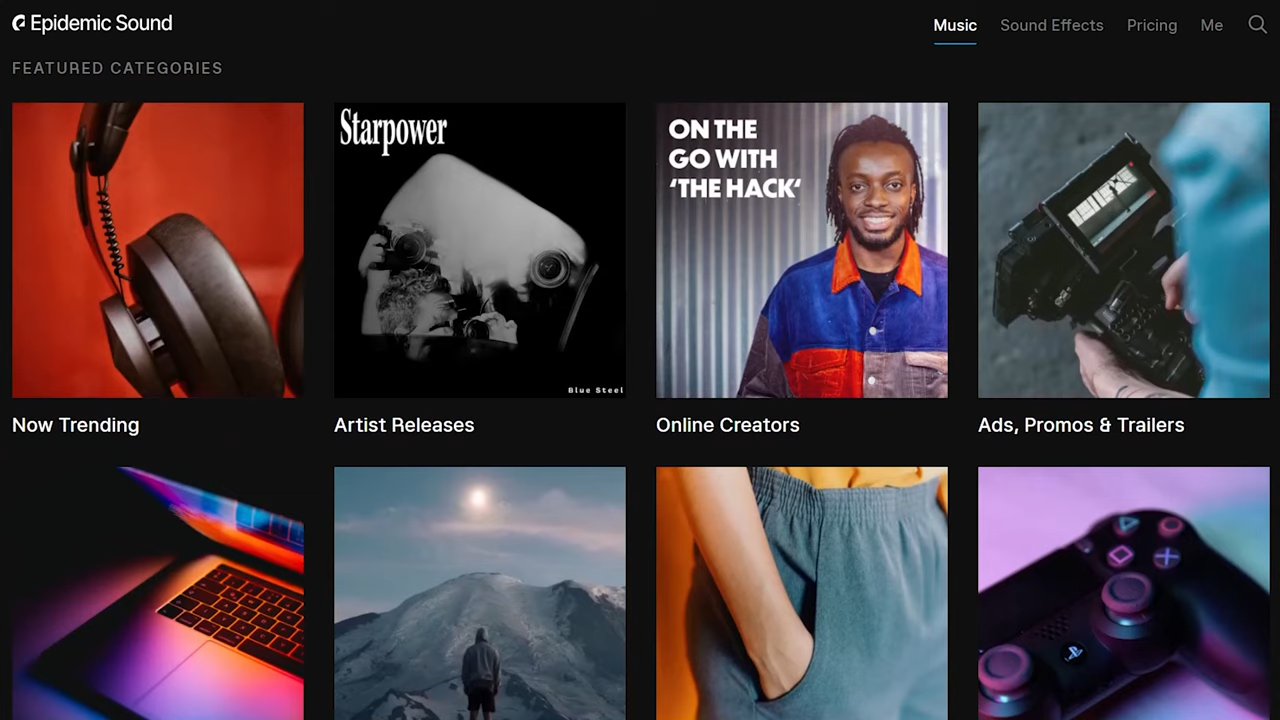 Epidemic Sound
Music Sound Effects Pricing Me
FEATURED CATEGORIES
Starpower
Blue Steel
ON THE
GO WITH
‘THE HACK‘
Now Trending
Artist Releases
Online Creators
Ads, Promos & Trailers